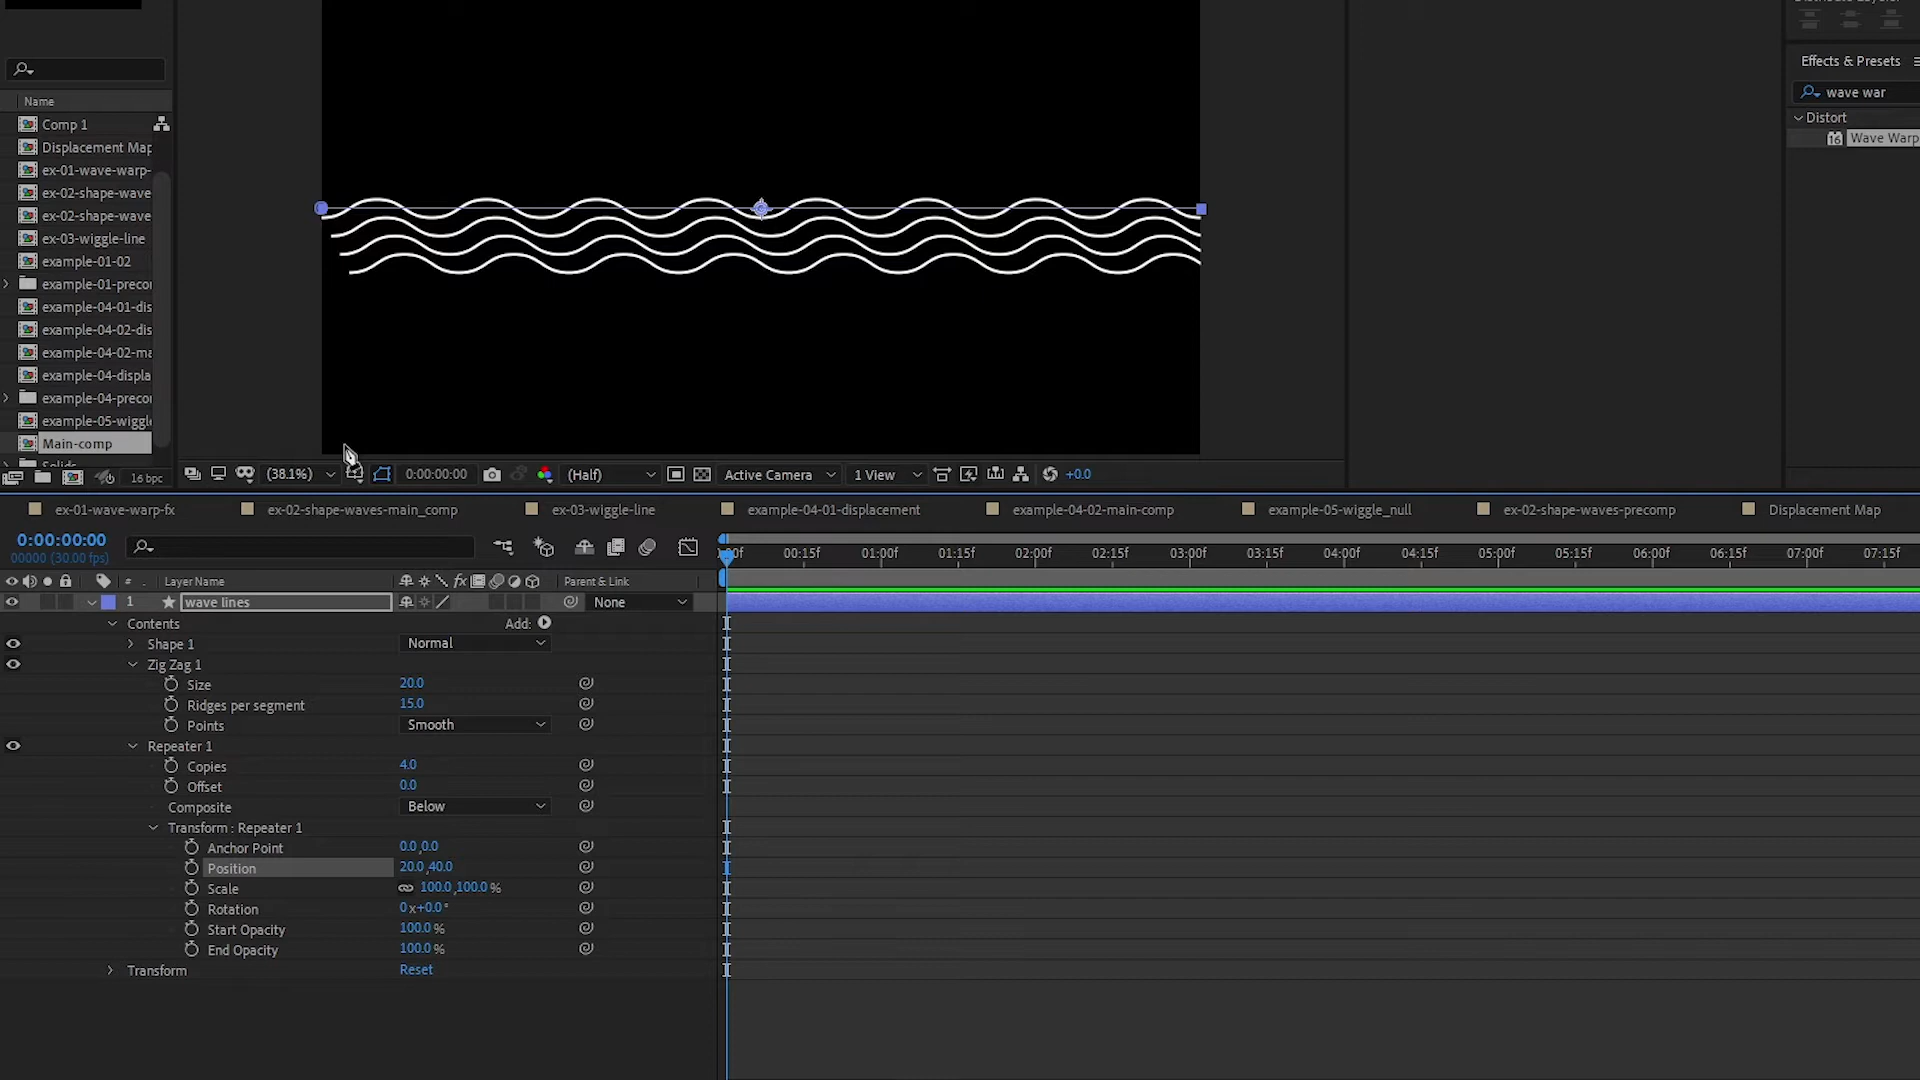 Effects & Presets
wave war
Distort
Wave Warp
Name
Comp 1
Displacement Map
ex-01-wave-warp-
ex-02-shape-wave
ex-02-shape-wave
ex-03-wiggle-line
example-01-02
example-01-preco
example-04-01-dis
example-04-02-dis
example-04-02-ma
example-04-displa
example-04-preco
example-05-wiggl
Main-comp
16 bpc
(38.1%)
0:00:00:00
(Half)
Active Camera
1 View
+0.0
ex-01-wave-warp-fx
ex-02-shape-waves-main_comp
ex-03-wiggle-line
example-04-01-displacement
example-04-02-main-comp
example-05-wiggle_null
ex-02-shape-waves-precomp
Displacement Map
0:00:00:00
00000 (30.00 fps)
00:15f 01:00f 01:15f 02:00f 02:15f 03:00f 03:15f 04:00f 04:15f 05:00f 05:15f 06:00f 06:15f 07:00f 07:15f
# Layer Name fx Parent & Link
1 wave lines None
Contents Add:
Shape 1 Normal
Zig Zag 1
Size 20.0
Ridges per segment 15.0
Points Smooth
Repeater 1
Copies 4.0
Offset 0.0
Composite Below
Transform : Repeater 1
Anchor Point 0.0,0.0
Position 20.0,40.0
Scale 100.0,100.0 %
Rotation 0 x+0.0 °
Start Opacity 100.0 %
End Opacity 100.0 %
Transform Reset